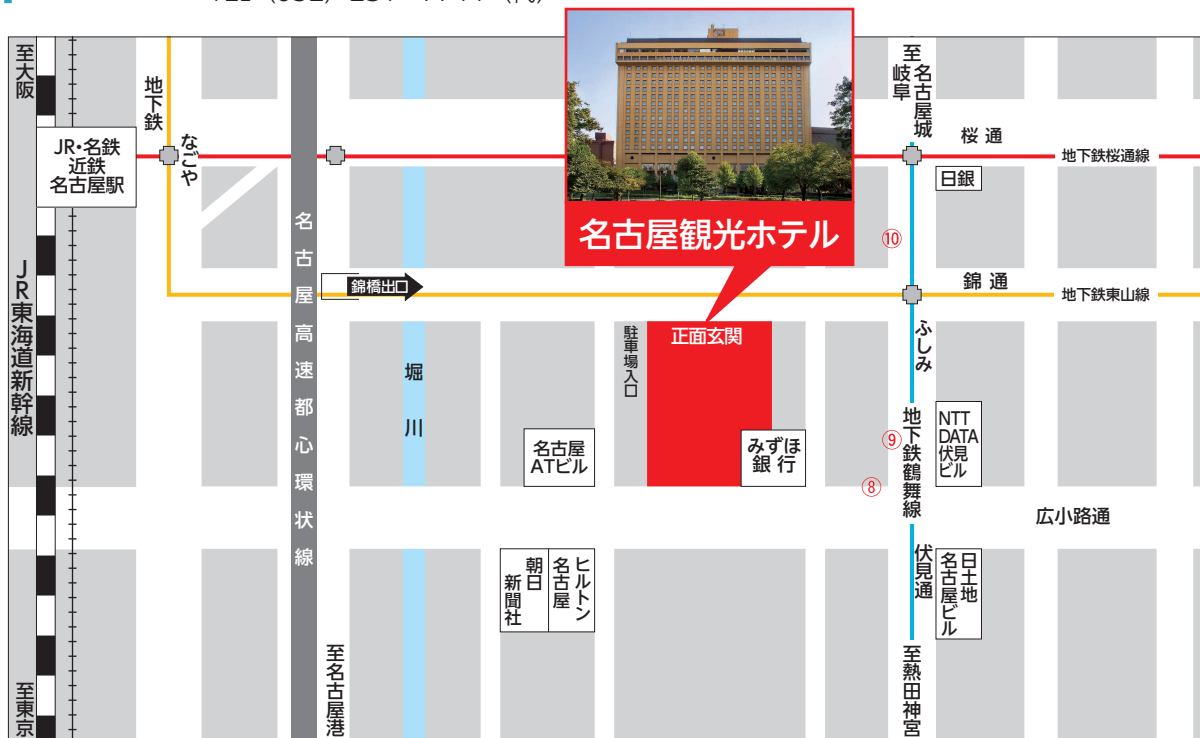 至大阪
地下鉄
なごや
JR・名鉄
近鉄
名古屋駅
JR東海道新幹線
至東京
名古屋高速都心環状線
錦橋出口
堀川
至名古屋港
名古屋観光ホテル
正面玄関
駐車場入口
名古屋
ATビル
みずほ
銀行
朝日
新聞社
ヒルトン
名古屋
至 名古屋城
岐阜
桜通
地下鉄桜通線
日銀
⑩
錦通
地下鉄東山線
ふしみ
⑨
地下鉄鶴舞線
⑧
NTT
DATA
伏見
ビル
広小路通
伏見通
日土地
名古屋ビル
至熱田神宮